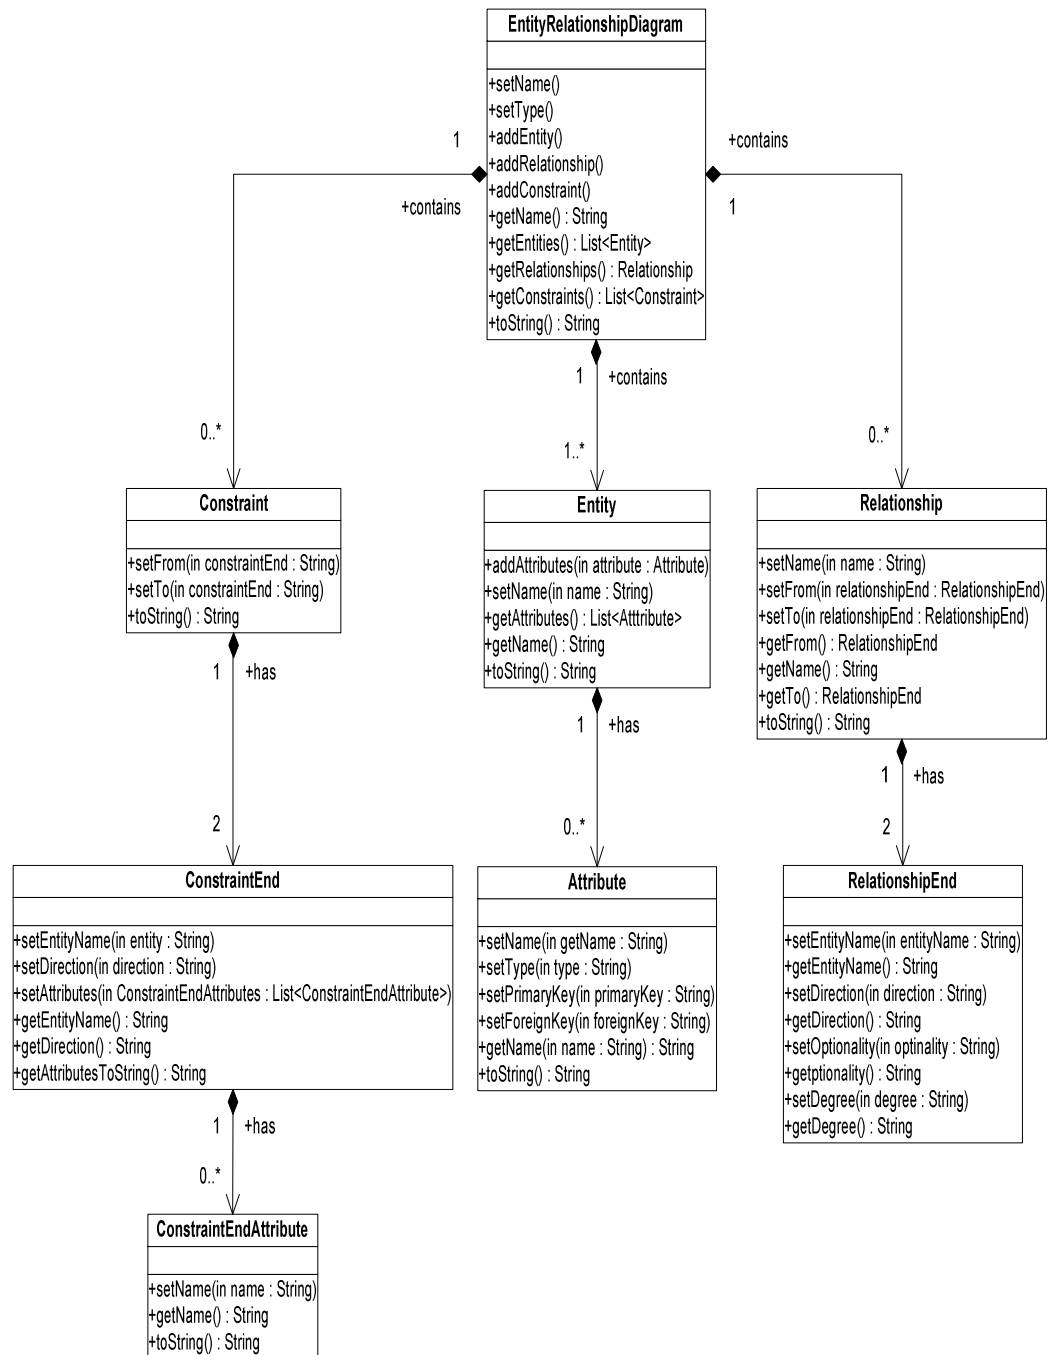 EntityRelationshipDiagram
+setName()
+setType()
+addEntity()
+addRelationship()
+addConstraint()
+getName() : String
+getEntities() : List<Entity>
+getRelationships() : Relationship
+getConstraints() : List<Constraint>
+toString() : String
1
+contains
+contains
1
1
+contains
0..*
1..*
0..*
Constraint
+setFrom(in constraintEnd : String)
+setTo(in constraintEnd : String)
+toString() : String
Entity
+addAttributes(in attribute : Attribute)
+setName(in name : String)
+getAttributes() : List<Atttribute>
+getName() : String
+toString() : String
Relationship
+setName(in name : String)
+setFrom(in relationshipEnd : RelationshipEnd)
+setTo(in relationshipEnd : RelationshipEnd)
+getFrom() : RelationshipEnd
+getName() : String
+getTo() : RelationshipEnd
+toString() : String
1
+has
1
+has
1
+has
2
0..*
2
ConstraintEnd
+setEntityName(in entity : String)
+setDirection(in direction : String)
+setAttributes(in ConstraintEndAttributes : List<ConstraintEndAttribute>)
+getEntityName() : String
+getDirection() : String
+getAttributesToString() : String
Attribute
+setName(in getName : String)
+setType(in type : String)
+setPrimaryKey(in primaryKey : String)
+setForeignKey(in foreignKey : String)
+getName(in name : String) : String
+toString() : String
RelationshipEnd
+setEntityName(in entityName : String)
+getEntityName() : String
+setDirection(in direction : String)
+getDirection() : String
+setOptionality(in optinality : String)
+getptionality() : String
+setDegree(in degree : String)
+getDegree() : String
1
+has
0..*
ConstraintEndAttribute
+setName(in name : String)
+getName() : String
+toString() : String